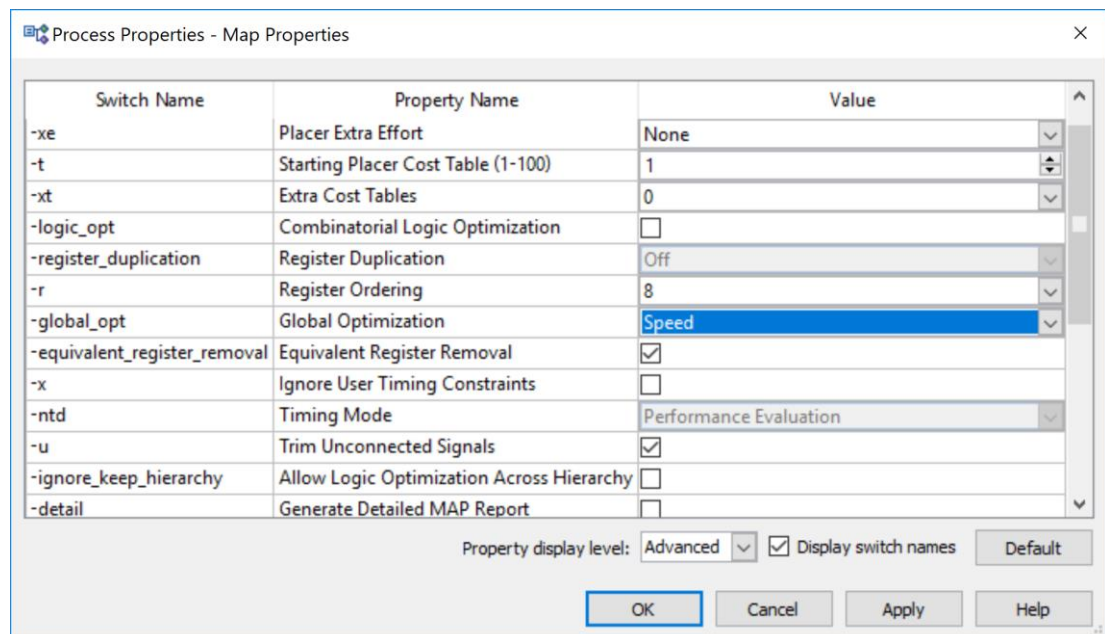 Process Properties - Map Properties
Switch Name Property Name Value
-xe Placer Extra Effort None
-t Starting Placer Cost Table (1-100) 1
-xt Extra Cost Tables 0
-logic_opt Combinatorial Logic Optimization
-register_duplication Register Duplication Off
-r Register Ordering 8
-global_opt Global Optimization Speed
-equivalent_register_removal Equivalent Register Removal
-x Ignore User Timing Constraints
-ntd Timing Mode Performance Evaluation
-u Trim Unconnected Signals
-ignore_keep_hierarchy Allow Logic Optimization Across Hierarchy
-detail Generate Detailed MAP Report
Property display level: Advanced Display switch names Default
OK Cancel Apply Help